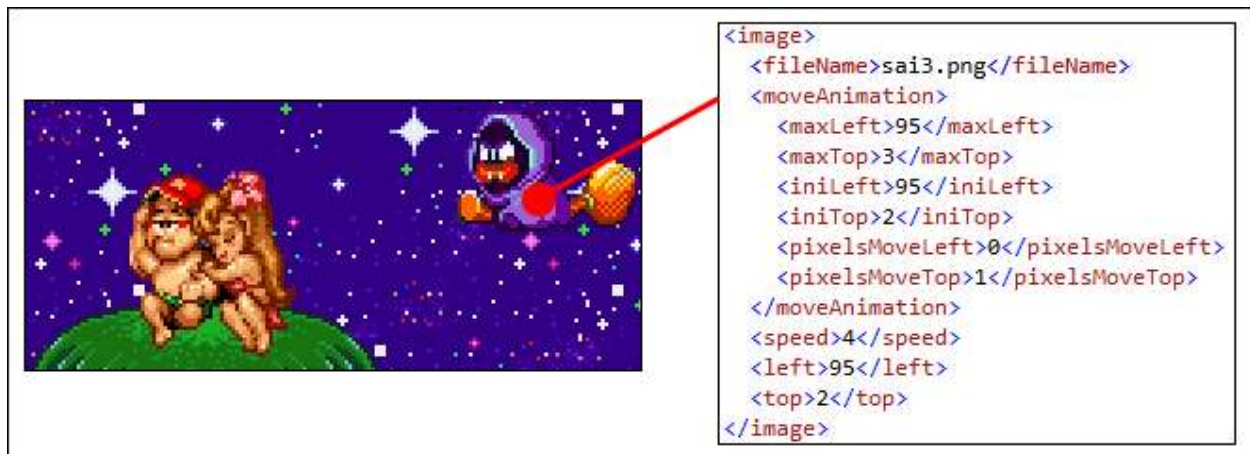 <image>
<fileName>sai3.png</fileName>
<moveAnimation>
<maxLeft>95</maxLeft>
<maxTop>3</maxTop>
<iniLeft>95</iniLeft>
<iniTop>2</iniTop>
<pixelsMoveLeft>0</pixelsMoveLeft>
<pixelsMoveTop>1</pixelsMoveTop>
</moveAnimation>
<speed>4</speed>
<left>95</left>
<top>2</top>
</image>